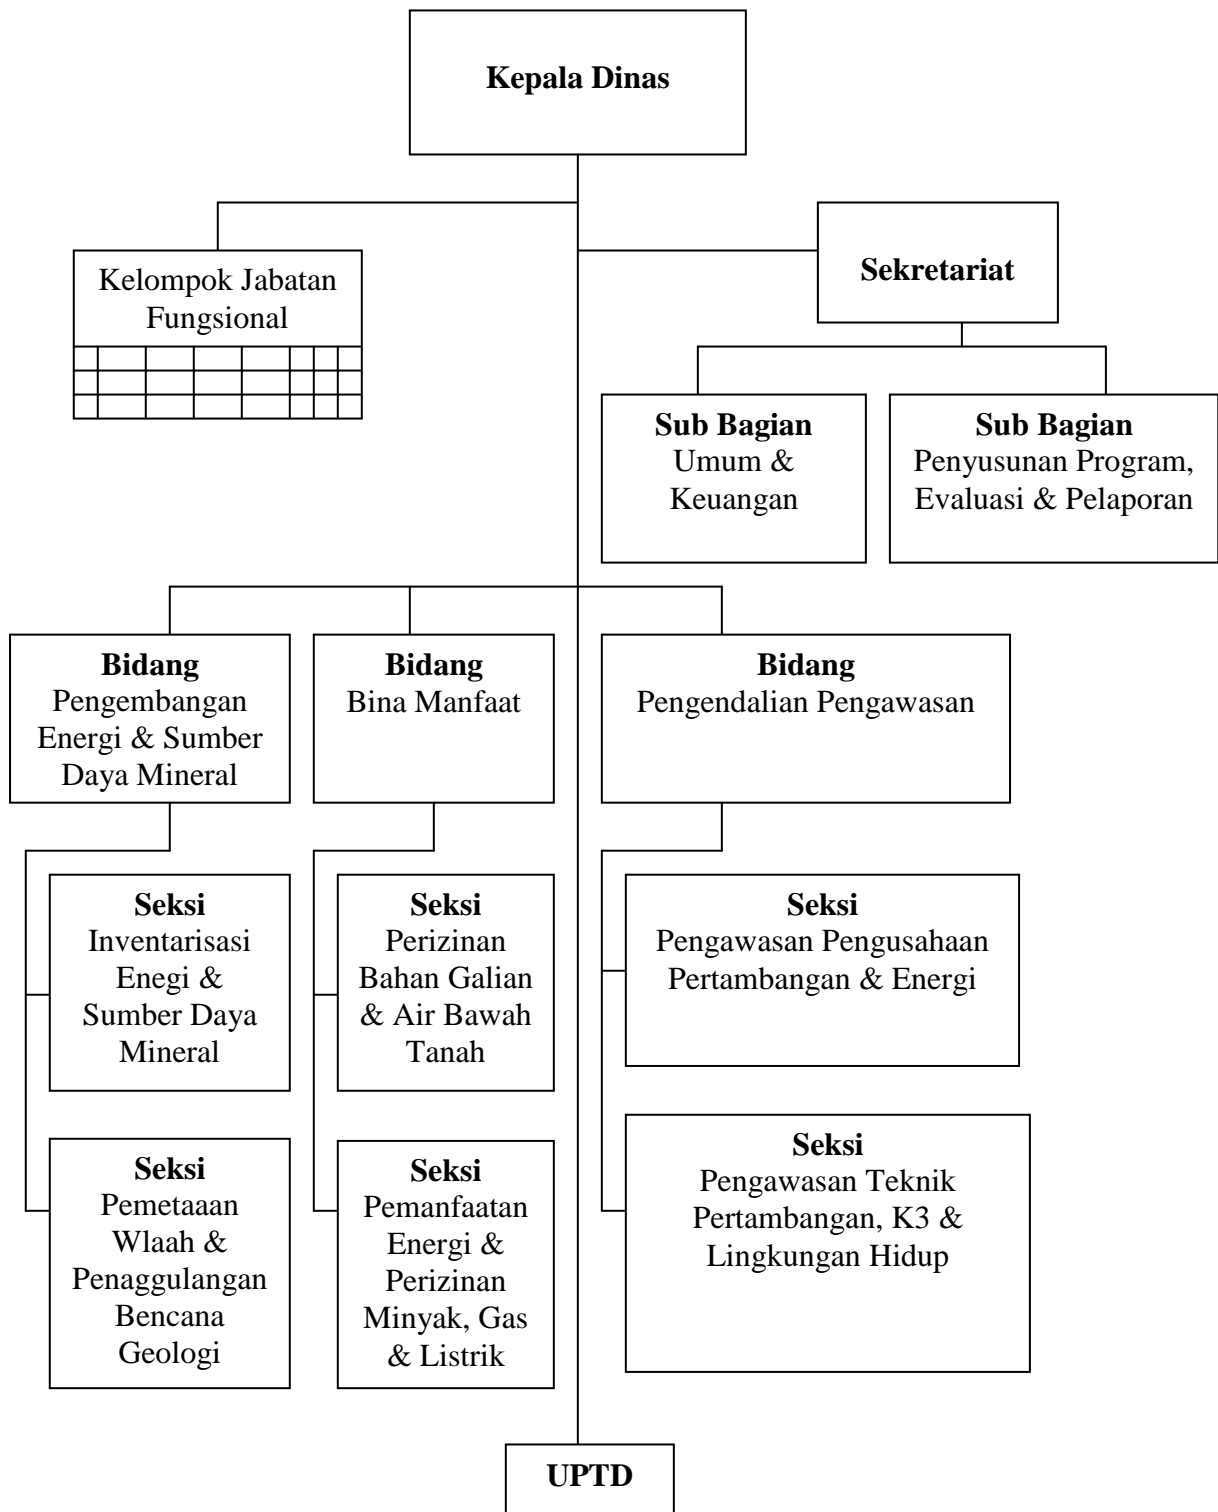 Kepala Dinas
Kelompok Jabatan
Fungsional
Sekretariat
Sub Bagian
Umum &
Keuangan
Sub Bagian
Penyusunan Program,
Evaluasi & Pelaporan
Bidang
Pengembangan
Energi & Sumber
Daya Mineral
Bidang
Bina Manfaat
Bidang
Pengendalian Pengawasan
Seksi
Inventarisasi
Enegi &
Sumber Daya
Mineral
Seksi
Perizinan
Bahan Galian
& Air Bawah
Tanah
Seksi
Pengawasan Pengusahaan
Pertambangan & Energi
Seksi
Pemetaaan
Wlaah &
Penaggulangan
Bencana
Geologi
Seksi
Pemanfaatan
Energi &
Perizinan
Minyak, Gas
& Listrik
Seksi
Pengawasan Teknik
Pertambangan, K3 &
Lingkungan Hidup
UPTD